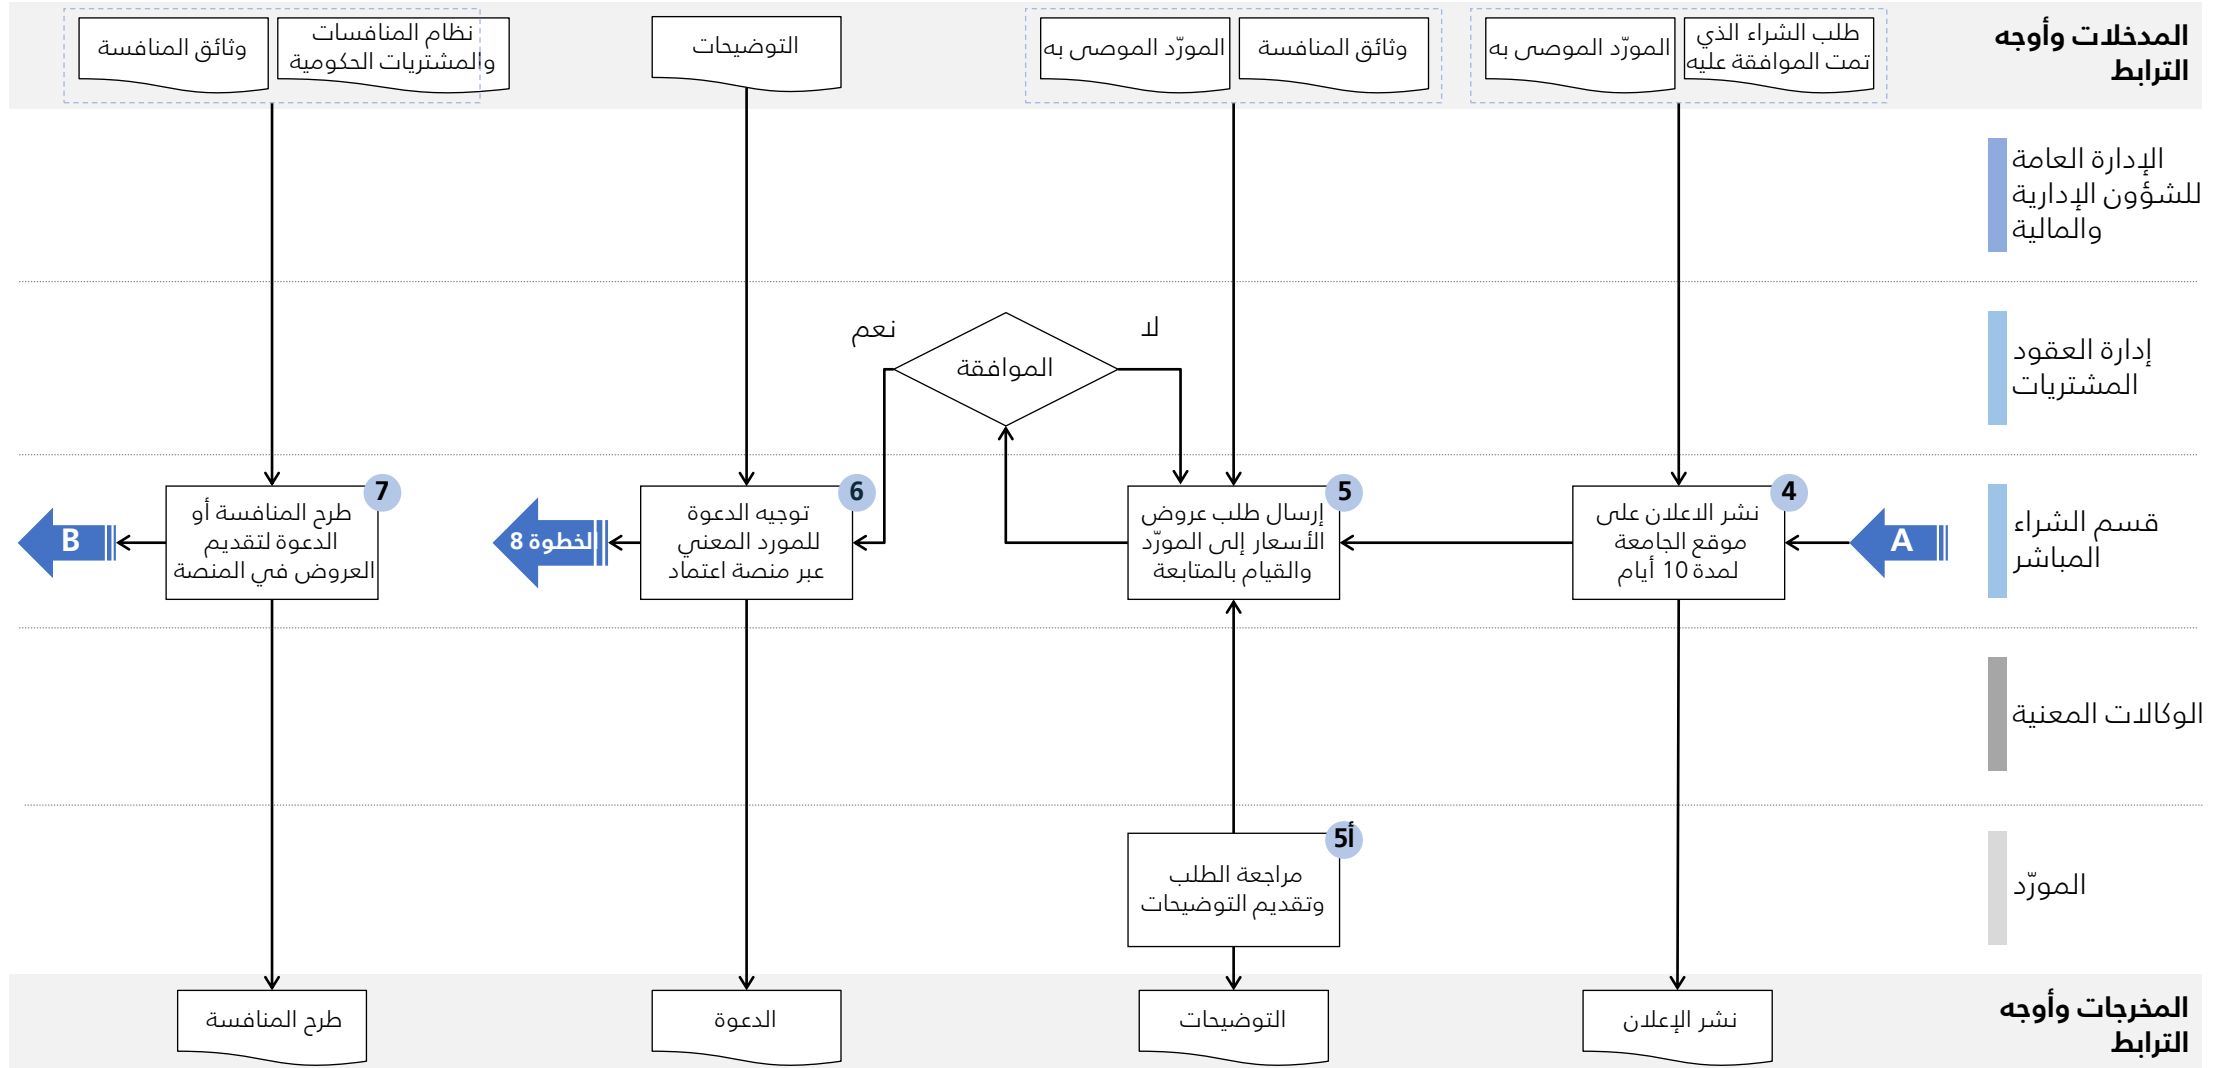 المدخلات وأوجه
الترابط
طلب الشراء الذي
تمت الموافقة عليه
المورّد الموصى به
وثائق المنافسة
المورّد الموصى به
التوضيحات
نظام المنافسات
والمشتريات الحكومية
وثائق المنافسة
الإدارة العامة
للشؤون الإدارية
والمالية
إدارة العقود
المشتريات
لا
الموافقة
نعم
قسم الشراء
المباشر
A
4
نشر الاعلان على
موقع الجامعة
لمدة 10 أيام
5
إرسال طلب عروض
الأسعار إلى المورّد
والقيام بالمتابعة
6
توجيه الدعوة
للمورد المعني
عبر منصة اعتماد
الخطوة 8
7
طرح المنافسة أو
الدعوة لتقديم
العروض في المنصة
B
الوكالات المعنية
المورّد
5أ
مراجعة الطلب
وتقديم التوضيحات
المخرجات وأوجه
الترابط
نشر الإعلان
التوضيحات
الدعوة
طرح المنافسة